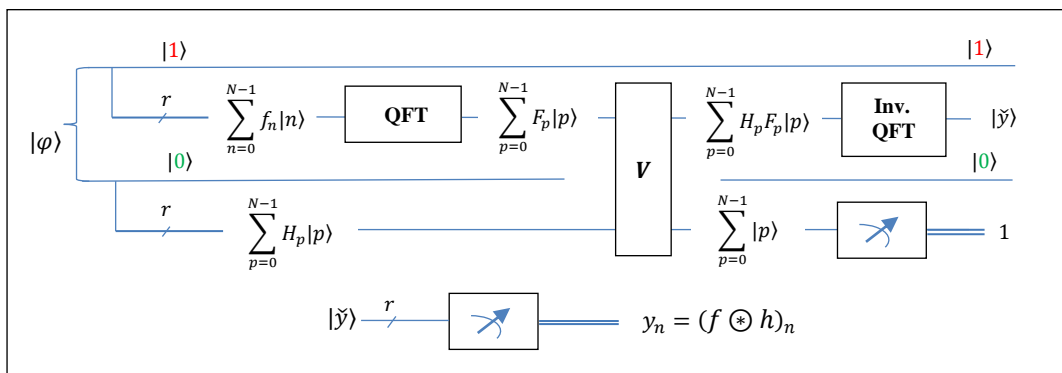 |1⟩ |1⟩
r ∑_{n=0}^{N−1} f_n|n⟩ QFT ∑_{p=0}^{N−1} F_p|p⟩ V ∑_{p=0}^{N−1} H_pF_p|p⟩ Inv. QFT |y̌⟩
|φ⟩
|0⟩ |0⟩
r ∑_{p=0}^{N−1} H_p|p⟩ ∑_{p=0}^{N−1} |p⟩ 1
|y̌⟩ r y_n = (f ⊛ h)_n